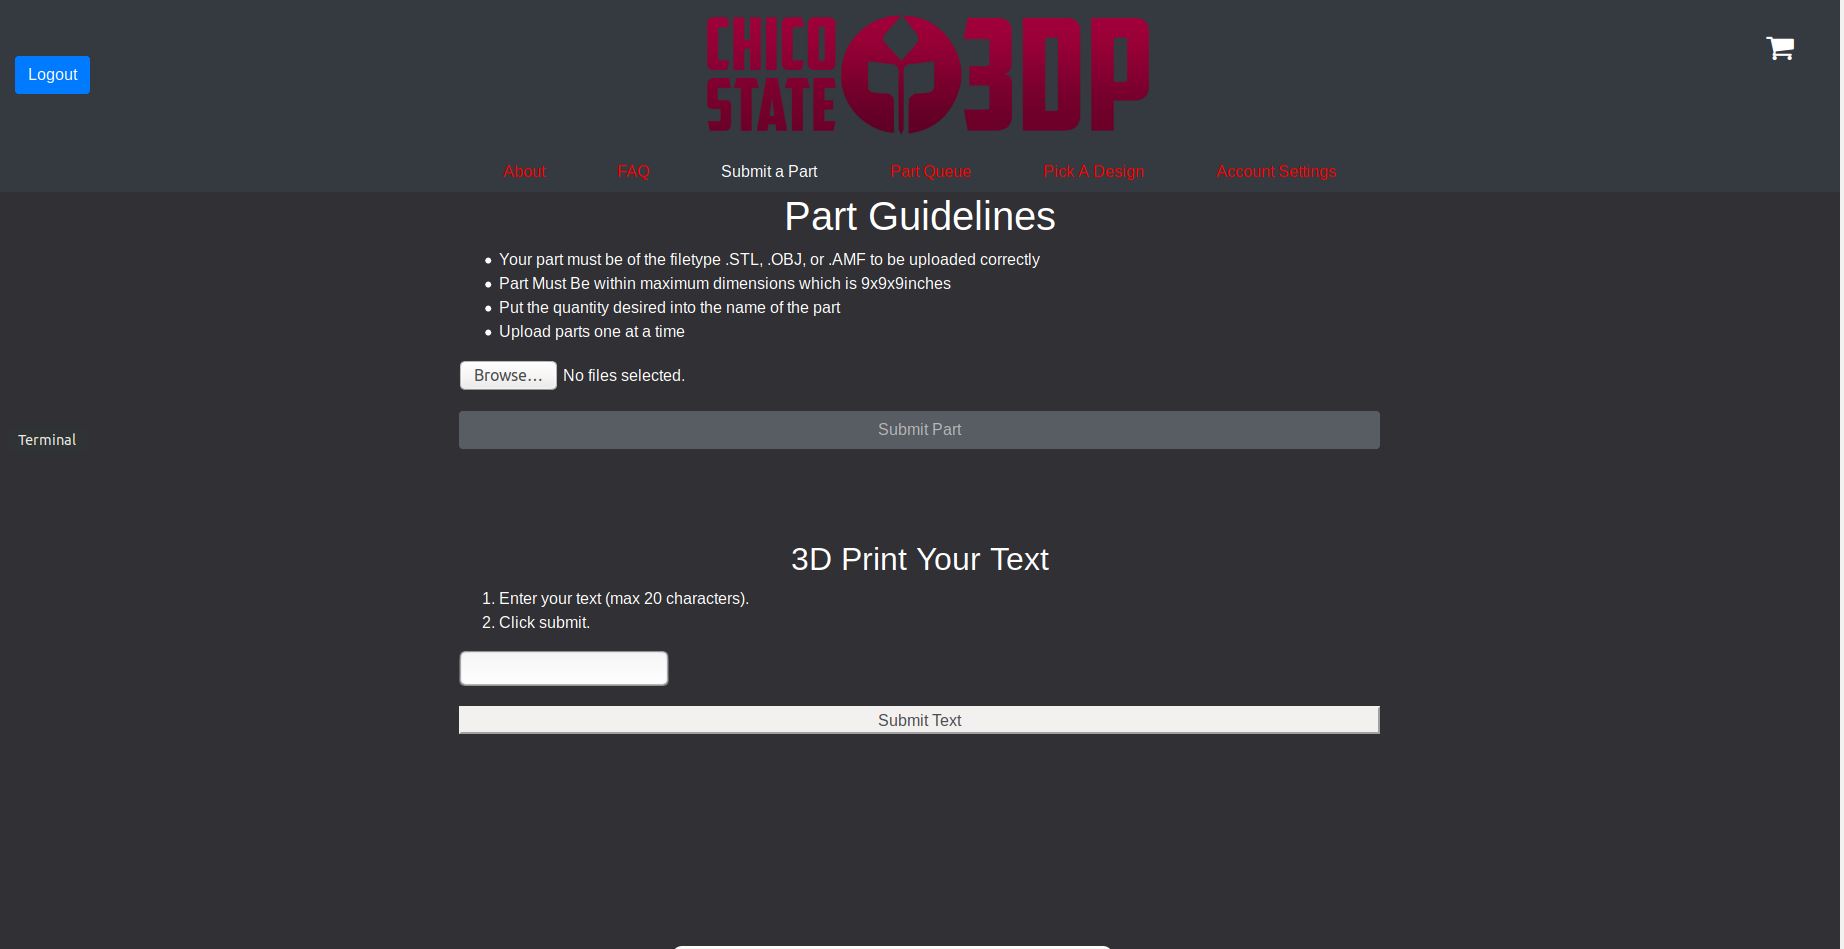 CHICO
STATE
3DP
Logout
About FAQ Submit a Part Part Queue Pick A Design Account Settings
Part Guidelines
• Your part must be of the filetype .STL, .OBJ, or .AMF to be uploaded correctly
• Part Must Be within maximum dimensions which is 9x9x9inches
• Put the quantity desired into the name of the part
• Upload parts one at a time
Browse... No files selected.
Submit Part
Terminal
3D Print Your Text
1. Enter your text (max 20 characters).
2. Click submit.
Submit Text